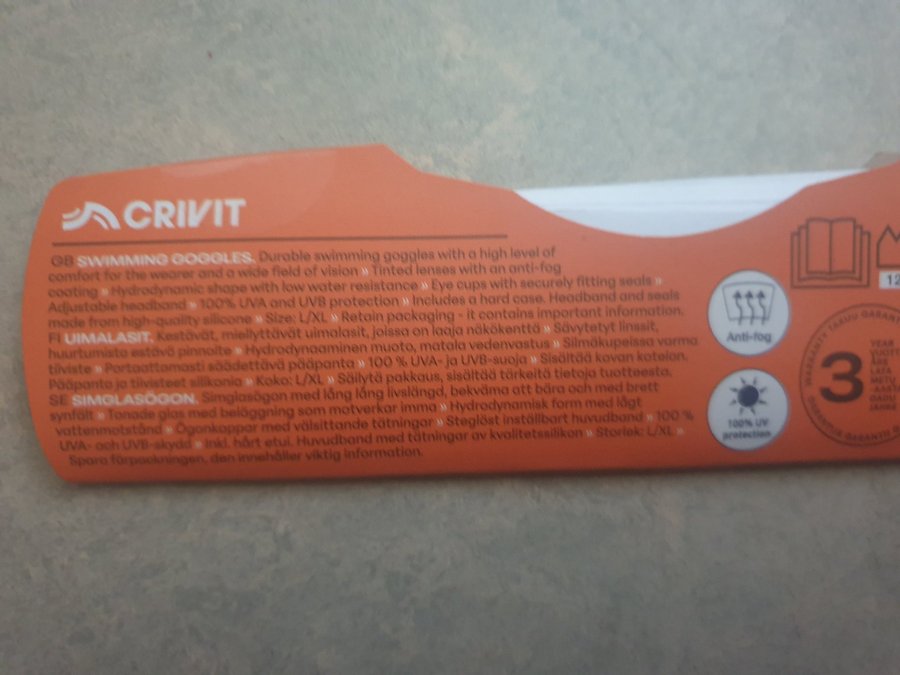 CRIVIT
GB SWIMMING GOGGLES. Durable swimming goggles with a high level of
comfort for the wearer and a wide field of vision » Tinted lenses with an anti-fog
coating » Hydrodynamic shape with low water resistance » Eye cups with securely fitting seals »
Adjustable headband » 100% UVA and UVB protection » Includes a hard case. Headband and seals
made from high-quality silicone » Size: L/XL » Retain packaging - it contains important information.
FI UIMALASIT. Kestävät, miellyttävät uimalasit, joissa on laaja näkökenttä » Sävytetyt linssit,
huurtumista estävä pinnoite » Hydrodynaaminen muoto, matala vedenvastus » Silmäkupeissa varma
tiiviste » Portaattomasti säädettävä pääpanta » 100 % UVA- ja UVB-suoja » Sisältää kovan kotelon.
Pääpanta ja tiivisteet silikonia » Koko: L/XL » Säilytä pakkaus, sisältää tärkeitä tietoja tuotteesta.
SE SIMGLASÖGON. Simglasögon med lång lång livslängd, bekväma att bära och med brett
synfält » Tonade glas med beläggning som motverkar imma » Hydrodynamisk form med lågt
vattenmotstånd » Ögonkoppar med välsittande tätningar » Steglöst inställbart huvudband » 100 %
UVA- och UVB-skydd » Inkl. hårt etui. Huvudband med tätningar av kvalitetssilikon » Storlek: L/XL »
Spara förpackningen, den innehåller viktig information.
Anti-fog
100% UV
protection
12
3
YEAR
WARRANTY TAKUU GARANTI